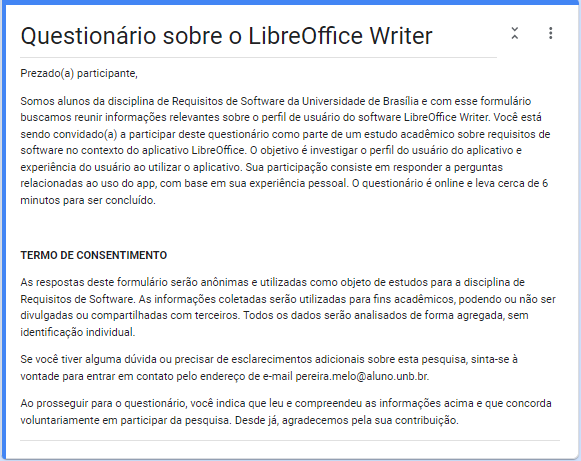 Questionário sobre o LibreOffice Writer
Prezado(a) participante,
Somos alunos da disciplina de Requisitos de Software da Universidade de Brasília e com esse formulário
buscamos reunir informações relevantes sobre o perfil de usuário do software LibreOffice Writer. Você está
sendo convidado(a) a participar deste questionário como parte de um estudo acadêmico sobre requisitos de
software no contexto do aplicativo LibreOffice. O objetivo é investigar o perfil do usuário do aplicativo e
experiência do usuário ao utilizar o aplicativo. Sua participação consiste em responder a perguntas
relacionadas ao uso do app, com base em sua experiência pessoal. O questionário é online e leva cerca de 6
minutos para ser concluído.
TERMO DE CONSENTIMENTO
As respostas deste formulário serão anônimas e utilizadas como objeto de estudos para a disciplina de
Requisitos de Software. As informações coletadas serão utilizadas para fins acadêmicos, podendo ou não ser
divulgadas ou compartilhadas com terceiros. Todos os dados serão analisados de forma agregada, sem
identificação individual.
Se você tiver alguma dúvida ou precisar de esclarecimentos adicionais sobre esta pesquisa, sinta-se à
vontade para entrar em contato pelo endereço de e-mail pereira.melo@aluno.unb.br.
Ao prosseguir para o questionário, você indica que leu e compreendeu as informações acima e que concorda
voluntariamente em participar da pesquisa. Desde já, agradecemos pela sua contribuição.